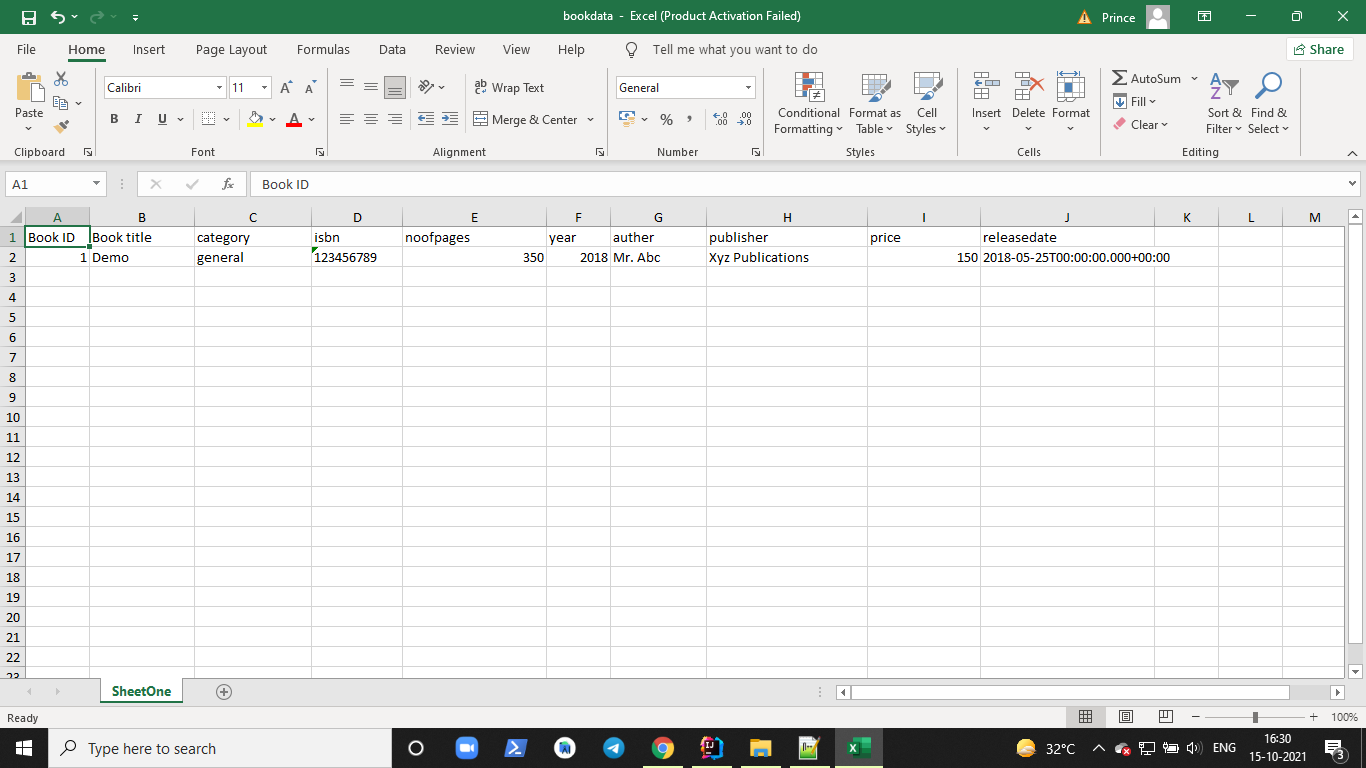 bookdata - Excel (Product Activation Failed)
Prince
File Home Insert Page Layout Formulas Data Review View Help Tell me what you want to do Share
Paste
Calibri 11
B I U A
Wrap Text
Merge & Center
General
% ,
Conditional Formatting
Format as Table
Cell Styles
Insert Delete Format
AutoSum
Fill
Clear
Sort & Filter
Find & Select
Clipboard Font Alignment Number Styles Cells Editing
A1 fx Book ID
A B C D E F G H I J K L M
1 Book ID Book title category isbn noofpages year auther publisher price releasedate
2 1 Demo general 123456789 350 2018 Mr. Abc Xyz Publications 150 2018-05-25T00:00:00.000+00:00
3
4
5
6
7
8
9
10
11
12
13
14
15
16
17
18
19
20
21
22
23
SheetOne
Ready
100%
Type here to search
32°C
ENG
16:30
15-10-2021
3